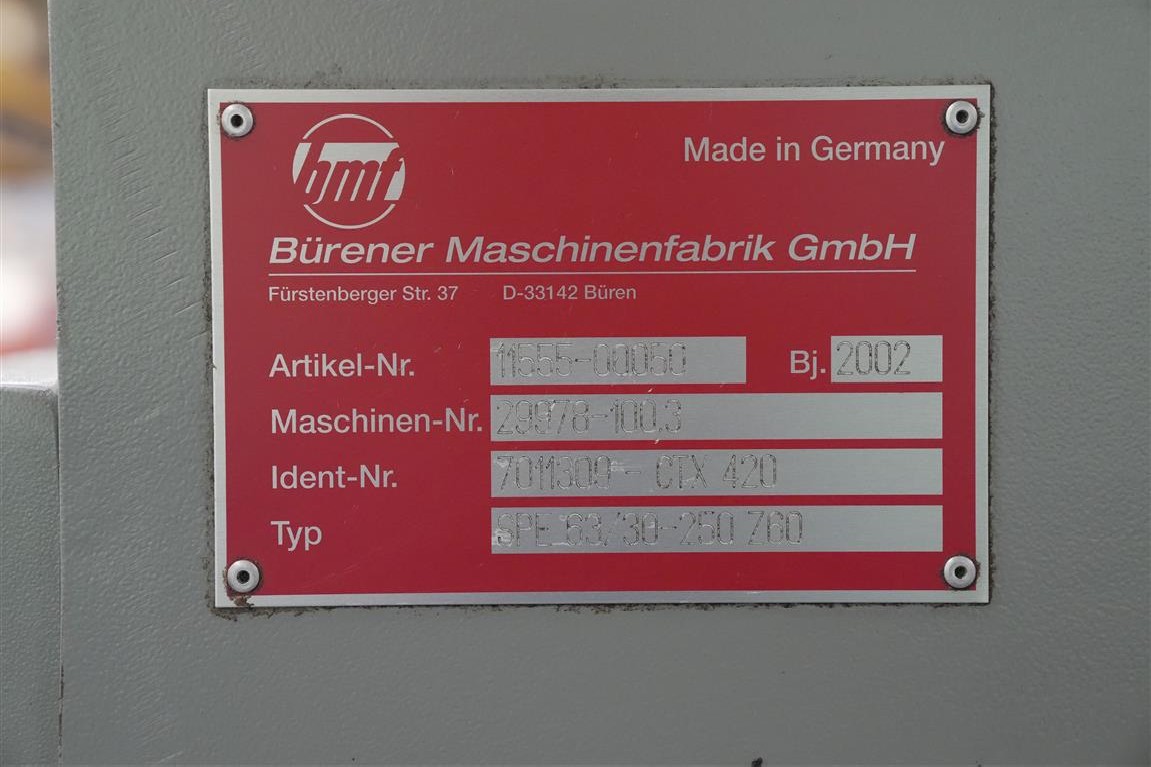 bmf
Made in Germany
Bürener Maschinenfabrik GmbH
Fürstenberger Str. 37 D-33142 Büren
Artikel-Nr. 11555-00050 Bj. 2002
Maschinen-Nr. 29978-100.3
Ident-Nr. 7011309 - CTX 420
Typ SPE 63/30-250 Z60